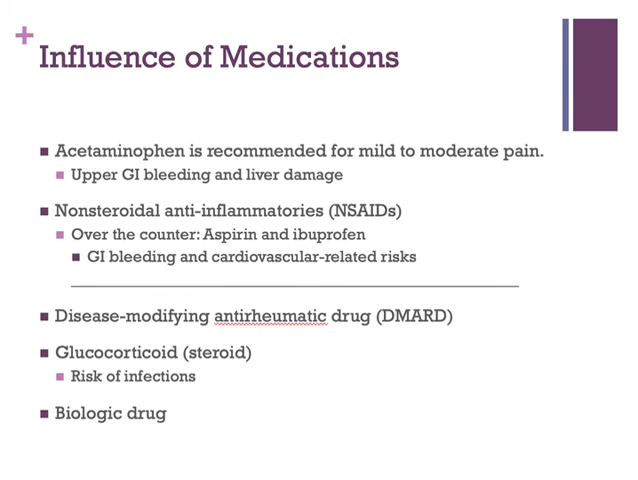 +
Influence of Medications
Acetaminophen is recommended for mild to moderate pain.
Upper GI bleeding and liver damage
Nonsteroidal anti-inflammatories (NSAIDs)
Over the counter: Aspirin and ibuprofen
GI bleeding and cardiovascular-related risks
Disease-modifying antirheumatic drug (DMARD)
Glucocorticoid (steroid)
Risk of infections
Biologic drug